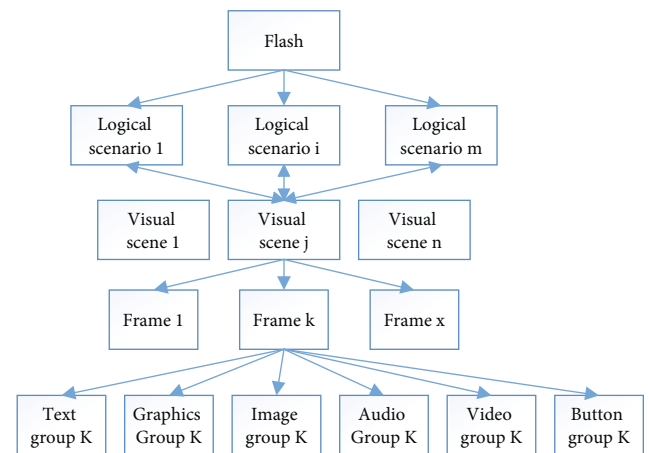 Flash
Logical
scenario 1
Logical
scenario i
Logical
scenario m
Visual
scene 1
Visual
scene j
Visual
scene n
Frame 1
Frame k
Frame x
Text
group K
Graphics
Group K
Image
group K
Audio
Group K
Video
group K
Button
group K